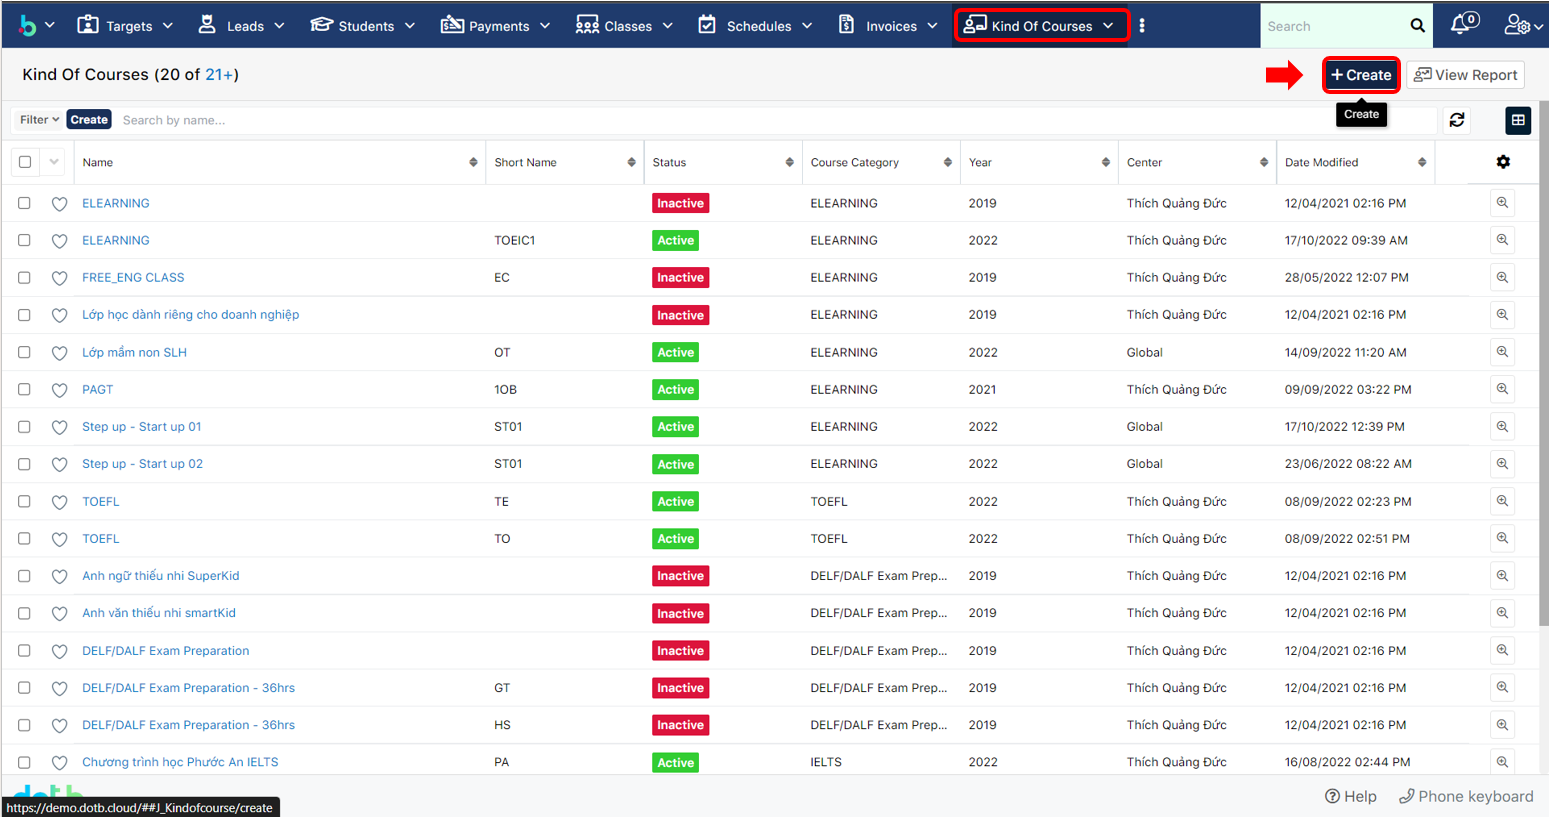 Targets Leads Students Payments Classes Schedules Invoices Kind Of Courses Search 0
Kind Of Courses (20 of 21+) Create View Report
Create
Filter Create Search by name...
Name Short Name Status Course Category Year Center Date Modified
ELEARNING Inactive ELEARNING 2019 Thích Quảng Đức 12/04/2021 02:16 PM
ELEARNING TOEIC1 Active ELEARNING 2022 Thích Quảng Đức 17/10/2022 09:39 AM
FREE_ENG CLASS EC Inactive ELEARNING 2019 Thích Quảng Đức 28/05/2022 12:07 PM
Lớp học dành riêng cho doanh nghiệp Inactive ELEARNING 2019 Thích Quảng Đức 12/04/2021 02:16 PM
Lớp mầm non SLH OT Active ELEARNING 2022 Global 14/09/2022 11:20 AM
PAGT 1OB Active ELEARNING 2021 Thích Quảng Đức 09/09/2022 03:22 PM
Step up - Start up 01 ST01 Active ELEARNING 2022 Global 17/10/2022 12:39 PM
Step up - Start up 02 ST01 Active ELEARNING 2022 Global 23/06/2022 08:22 AM
TOEFL TE Active TOEFL 2022 Thích Quảng Đức 08/09/2022 02:23 PM
TOEFL TO Active TOEFL 2022 Thích Quảng Đức 08/09/2022 02:51 PM
Anh ngữ thiếu nhi SuperKid Inactive DELF/DALF Exam Prep... 2019 Thích Quảng Đức 12/04/2021 02:16 PM
Anh văn thiếu nhi smartKid Inactive DELF/DALF Exam Prep... 2019 Thích Quảng Đức 12/04/2021 02:16 PM
DELF/DALF Exam Preparation Inactive DELF/DALF Exam Prep... 2019 Thích Quảng Đức 12/04/2021 02:16 PM
DELF/DALF Exam Preparation - 36hrs GT Inactive DELF/DALF Exam Prep... 2019 Thích Quảng Đức 12/04/2021 02:16 PM
DELF/DALF Exam Preparation - 36hrs HS Inactive DELF/DALF Exam Prep... 2019 Thích Quảng Đức 12/04/2021 02:16 PM
Chương trình học Phước An IELTS PA Active IELTS 2022 Thích Quảng Đức 16/08/2022 02:44 PM
Help Phone keyboard
https://demo.dotb.cloud/##J_Kindofcourse/create